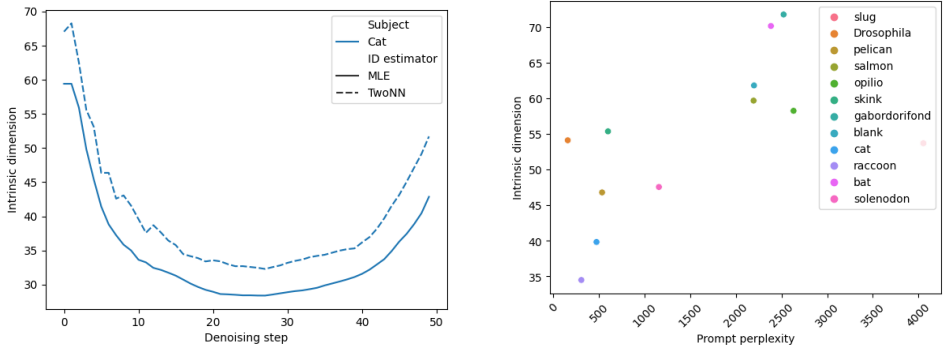 70
65
60
55
50
45
40
35
30
Intrinsic dimension
0
10
20
30
40
50
Denoising step
Subject
Cat
ID estimator
MLE
TwoNN
70
65
60
55
50
45
40
35
Intrinsic dimension
0
500
1000
1500
2000
2500
3000
3500
4000
Prompt perplexity
slug
Drosophila
pelican
salmon
opilio
skink
gabordorifond
blank
cat
raccoon
bat
solenodon